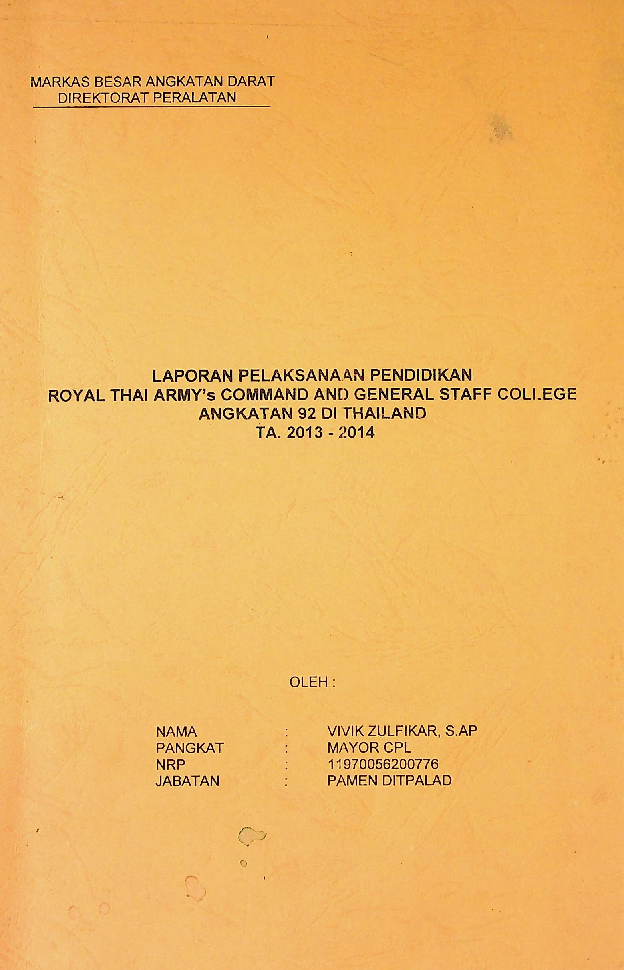 MARKAS BESAR ANGKATAN DARAT
DIREKTORAT PERALATAN
LAPORAN PELAKSANAAN PENDIDIKAN
ROYAL THAI ARMY's COMMAND AND GENERAL STAFF COLLEGE
ANGKATAN 92 DI THAILAND
TA. 2013 - 2014
OLEH :
NAMA : VIVIK ZULFIKAR, S.AP
PANGKAT : MAYOR CPL
NRP : 11970056200776
JABATAN : PAMEN DITPALAD